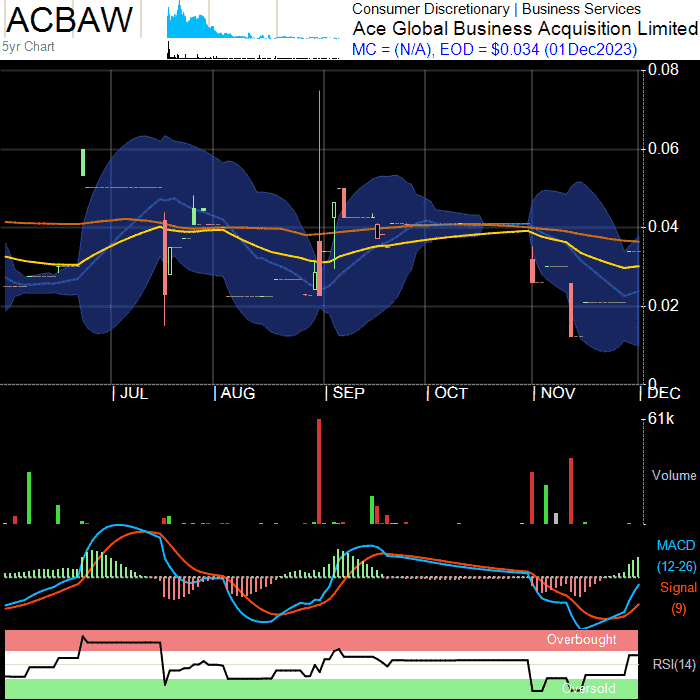 ACBAW
5yr Chart
Consumer Discretionary | Business Services
Ace Global Business Acquisition Limited
MC = (N/A), EOD = $0.034 (01Dec2023)
0.08
0.06
0.04
0.02
0
JUL
AUG
SEP
OCT
NOV
DEC
61k
Volume
MACD
(12-26)
Signal
(9)
Overbought
RSI(14)
Oversold